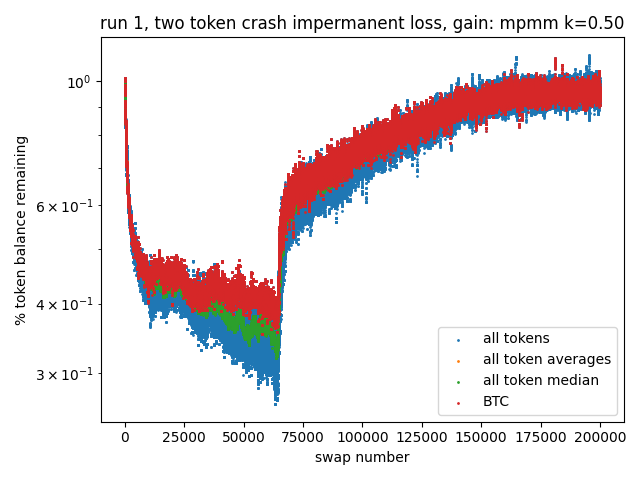 run 1, two token crash impermanent loss, gain: mpmm k=0.50
% token balance remaining
10⁰
6 × 10⁻¹
4 × 10⁻¹
3 × 10⁻¹
all tokens
all token averages
all token median
BTC
0 25000 50000 75000 100000 125000 150000 175000 200000
swap number